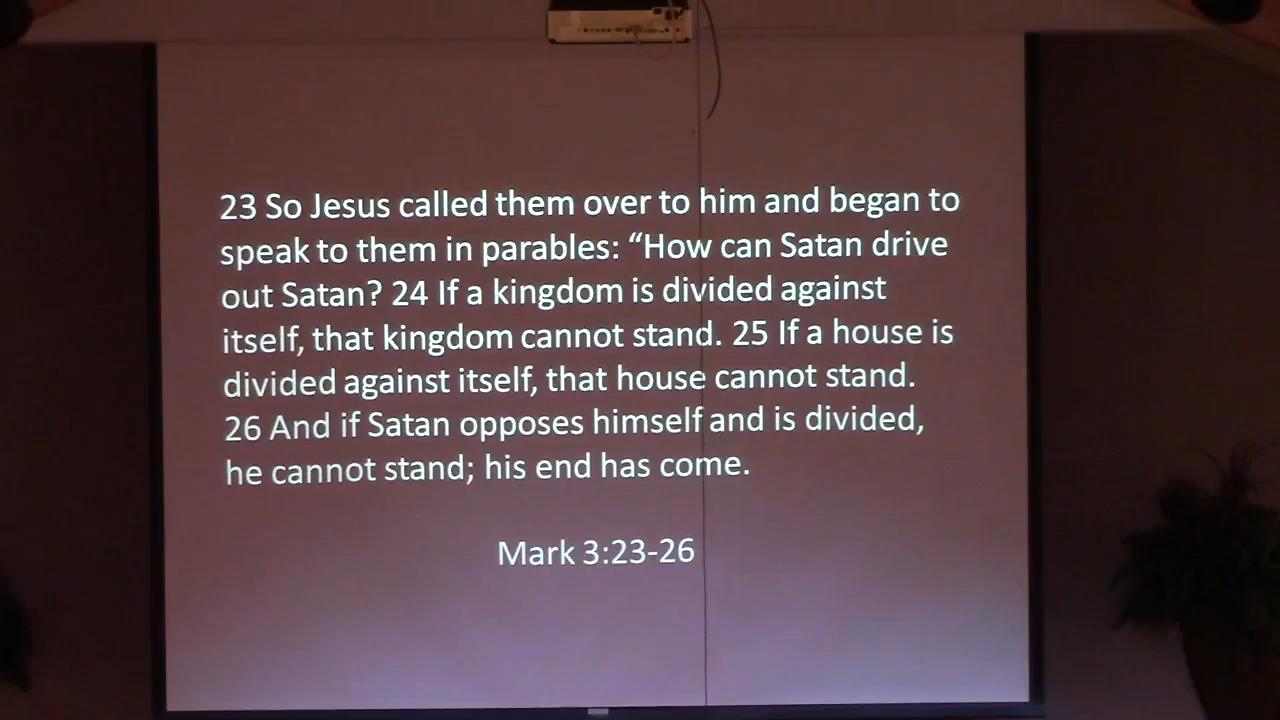 23 So Jesus called them over to him and began to
speak to them in parables: “How can Satan drive
out Satan? 24 If a kingdom is divided against
itself, that kingdom cannot stand. 25 If a house is
divided against itself, that house cannot stand.
26 And if Satan opposes himself and is divided,
he cannot stand; his end has come.
Mark 3:23-26